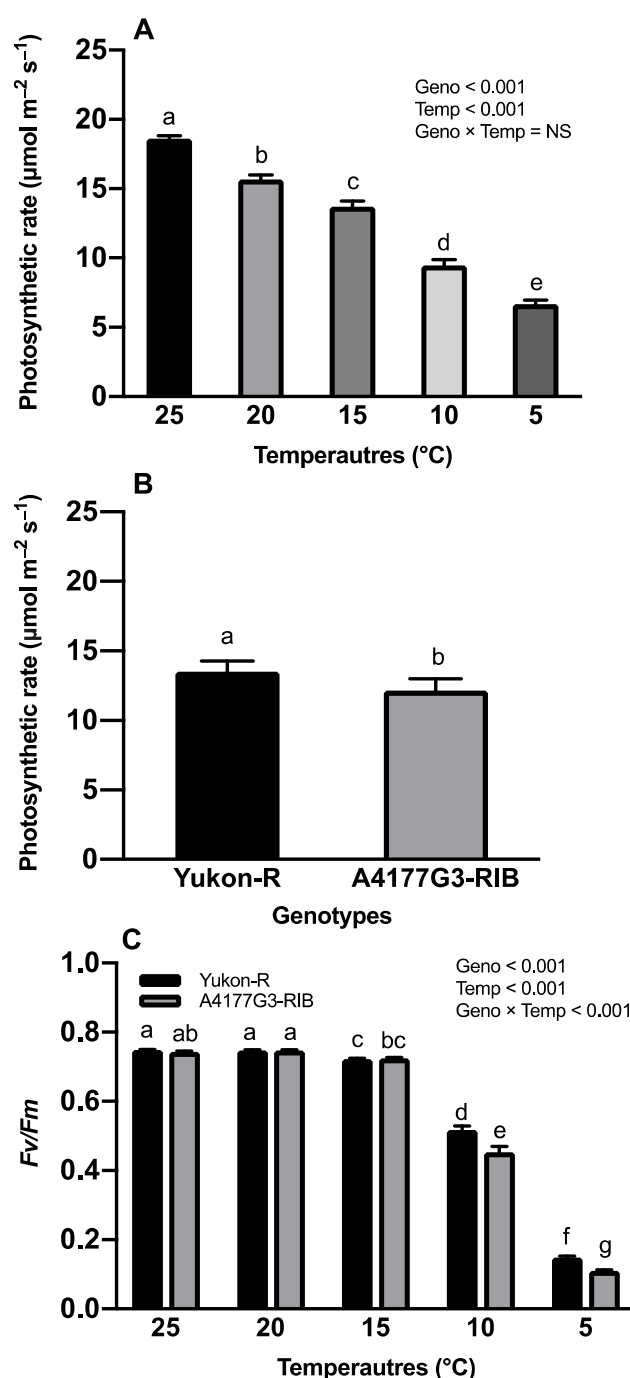 A
Photosynthetic rate (µmol m⁻² s⁻¹)
25
20
15
10
5
0
Geno < 0.001
Temp < 0.001
Geno × Temp = NS
a
b
c
d
e
25 20 15 10 5
Temperautres (°C)
B
Photosynthetic rate (µmol m⁻² s⁻¹)
25
20
15
10
5
0
a
b
Yukon-R A4177G3-RIB
Genotypes
C
Fv/Fm
1.0
0.8
0.6
0.4
0.2
0.0
Yukon-R
A4177G3-RIB
Geno < 0.001
Temp < 0.001
Geno × Temp < 0.001
a ab a a c bc
d e
f g
25 20 15 10 5
Temperautres (°C)